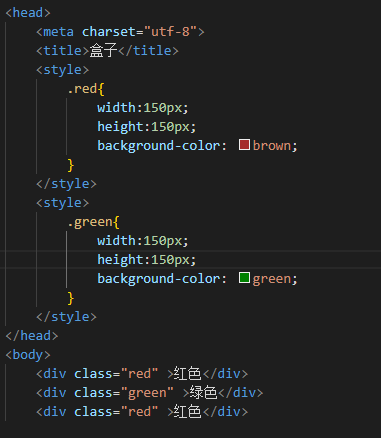 <head>
    <meta charset="utf-8">
    <title>盒子</title>
    <style>
        .red{
            width:150px;
            height:150px;
            background-color: brown;
        }
    </style>
    <style>
        .green{
            width:150px;
            height:150px;
            background-color: green;
        }
    </style>
</head>
<body>
    <div class="red" >红色</div>
    <div class="green" >绿色</div>
    <div class="red" >红色</div>